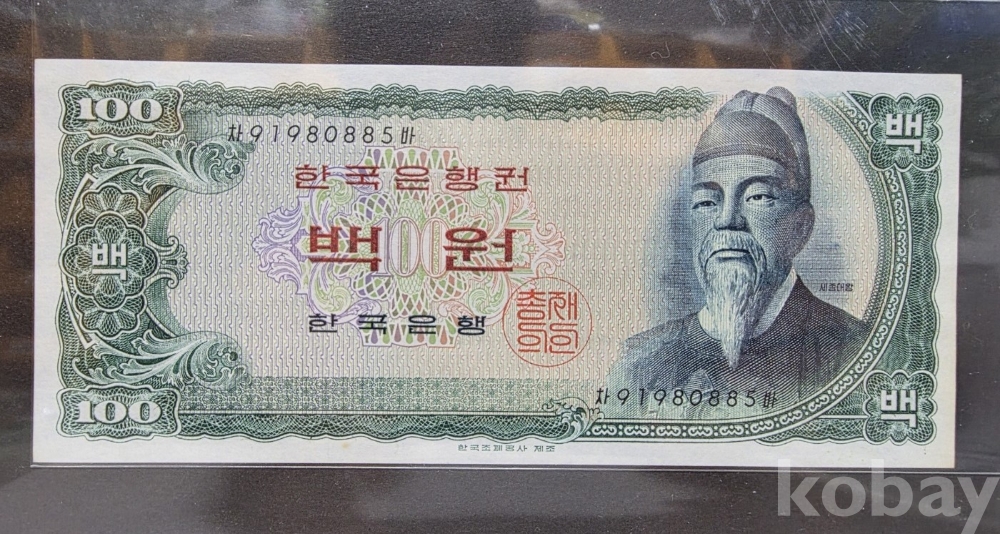 100
백
차91980885바
한국은행권
백
100
백 원
세종대왕
총재의인
한국은행
차91980885바
100
백
한국조폐공사 제조
kobay